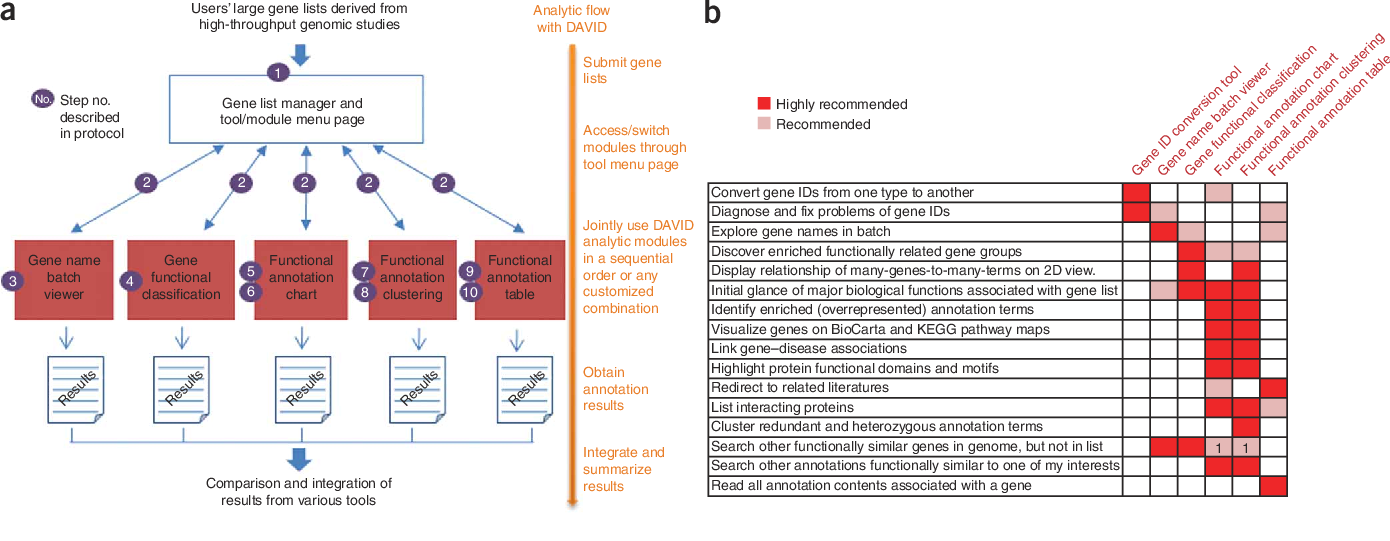 a
Users' large gene lists derived from
high-throughput genomic studies
1
No.
Step no.
described
in protocol
Gene list manager and
tool/module menu page
2
2
2
2
2
3
Gene name
batch
viewer
4
Gene
functional
classification
5
6
Functional
annotation
chart
7
8
Functional
annotation
clustering
9
10
Functional
annotation
table
Results
Results
Results
Results
Results
Comparison and integration of
results from various tools
Analytic flow
with DAVID
Submit gene
lists
Access/switch
modules through
tool menu page
Jointly use DAVID
analytic modules
in a sequential
order or any
customized
combination
Obtain
annotation
results
Integrate and
summarize
results
b
Highly recommended
Recommended
Gene ID conversion tool
Gene name batch viewer
Gene functional classification
Functional annotation chart
Functional annotation clustering
Functional annotation table
Convert gene IDs from one type to another
Diagnose and fix problems of gene IDs
Explore gene names in batch
Discover enriched functionally related gene groups
Display relationship of many-genes-to-many-terms on 2D view.
Initial glance of major biological functions associated with gene list
Identify enriched (overrepresented) annotation terms
Visualize genes on BioCarta and KEGG pathway maps
Link gene–disease associations
Highlight protein functional domains and motifs
Redirect to related literatures
List interacting proteins
Cluster redundant and heterozygous annotation terms
Search other functionally similar genes in genome, but not in list 1 1
Search other annotations functionally similar to one of my interests
Read all annotation contents associated with a gene